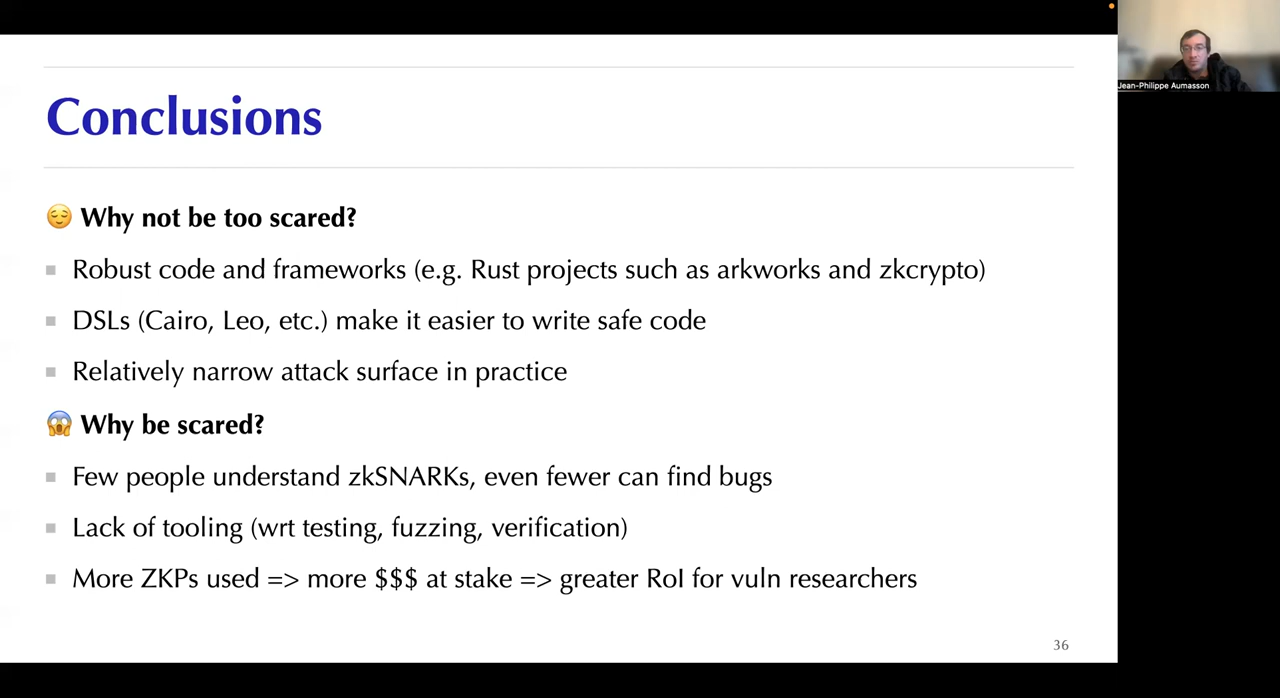 Conclusions
😌 Why not be too scared?
▪ Robust code and frameworks (e.g. Rust projects such as arkworks and zkcrypto)
▪ DSLs (Cairo, Leo, etc.) make it easier to write safe code
▪ Relatively narrow attack surface in practice
😱 Why be scared?
▪ Few people understand zkSNARKs, even fewer can find bugs
▪ Lack of tooling (wrt testing, fuzzing, verification)
▪ More ZKPs used => more $$$ at stake => greater RoI for vuln researchers
36
Jean-Philippe Aumasson